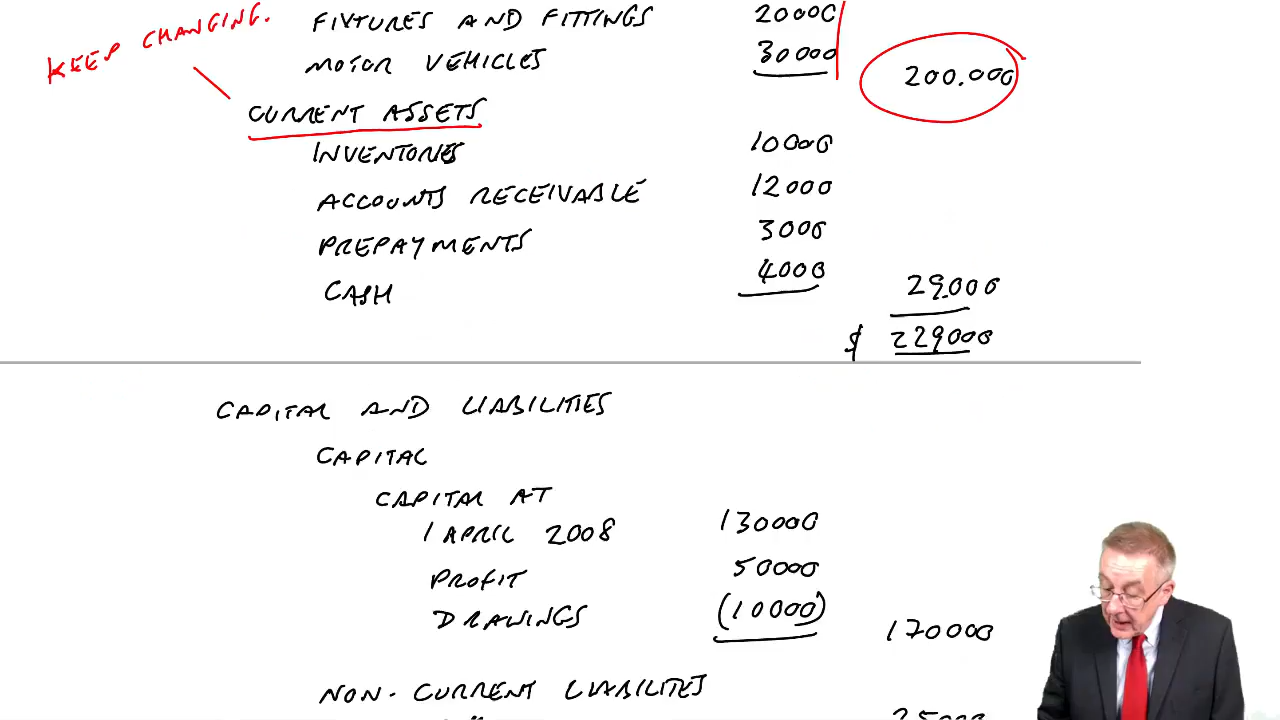 KEEP CHANGING.
FIXTURES AND FITTINGS 20000
MOTOR VEHICLES 30000
200.000
CURRENT ASSETS
INVENTORIES 10000
ACCOUNTS RECEIVABLE 12000
PREPAYMENTS 3000
CASH 4000 29.000
$ 229000
CAPITAL AND LIABILITIES
CAPITAL
CAPITAL AT
1 APRIL 2008 130000
PROFIT 50000
DRAWINGS (10000) 170000
NON-CURRENT LIABILITES
25000